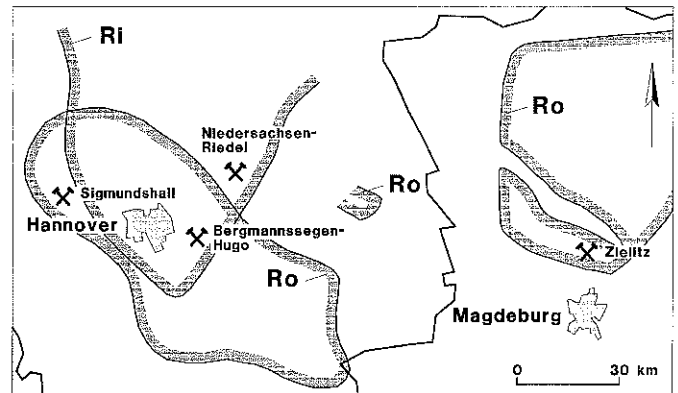 Ri
Ro
Niedersachsen-
Riedel
Ro
Sigmundshall
Hannover
Bergmannssegen-
Hugo
Zielitz
Ro
Magdeburg
0 30 km